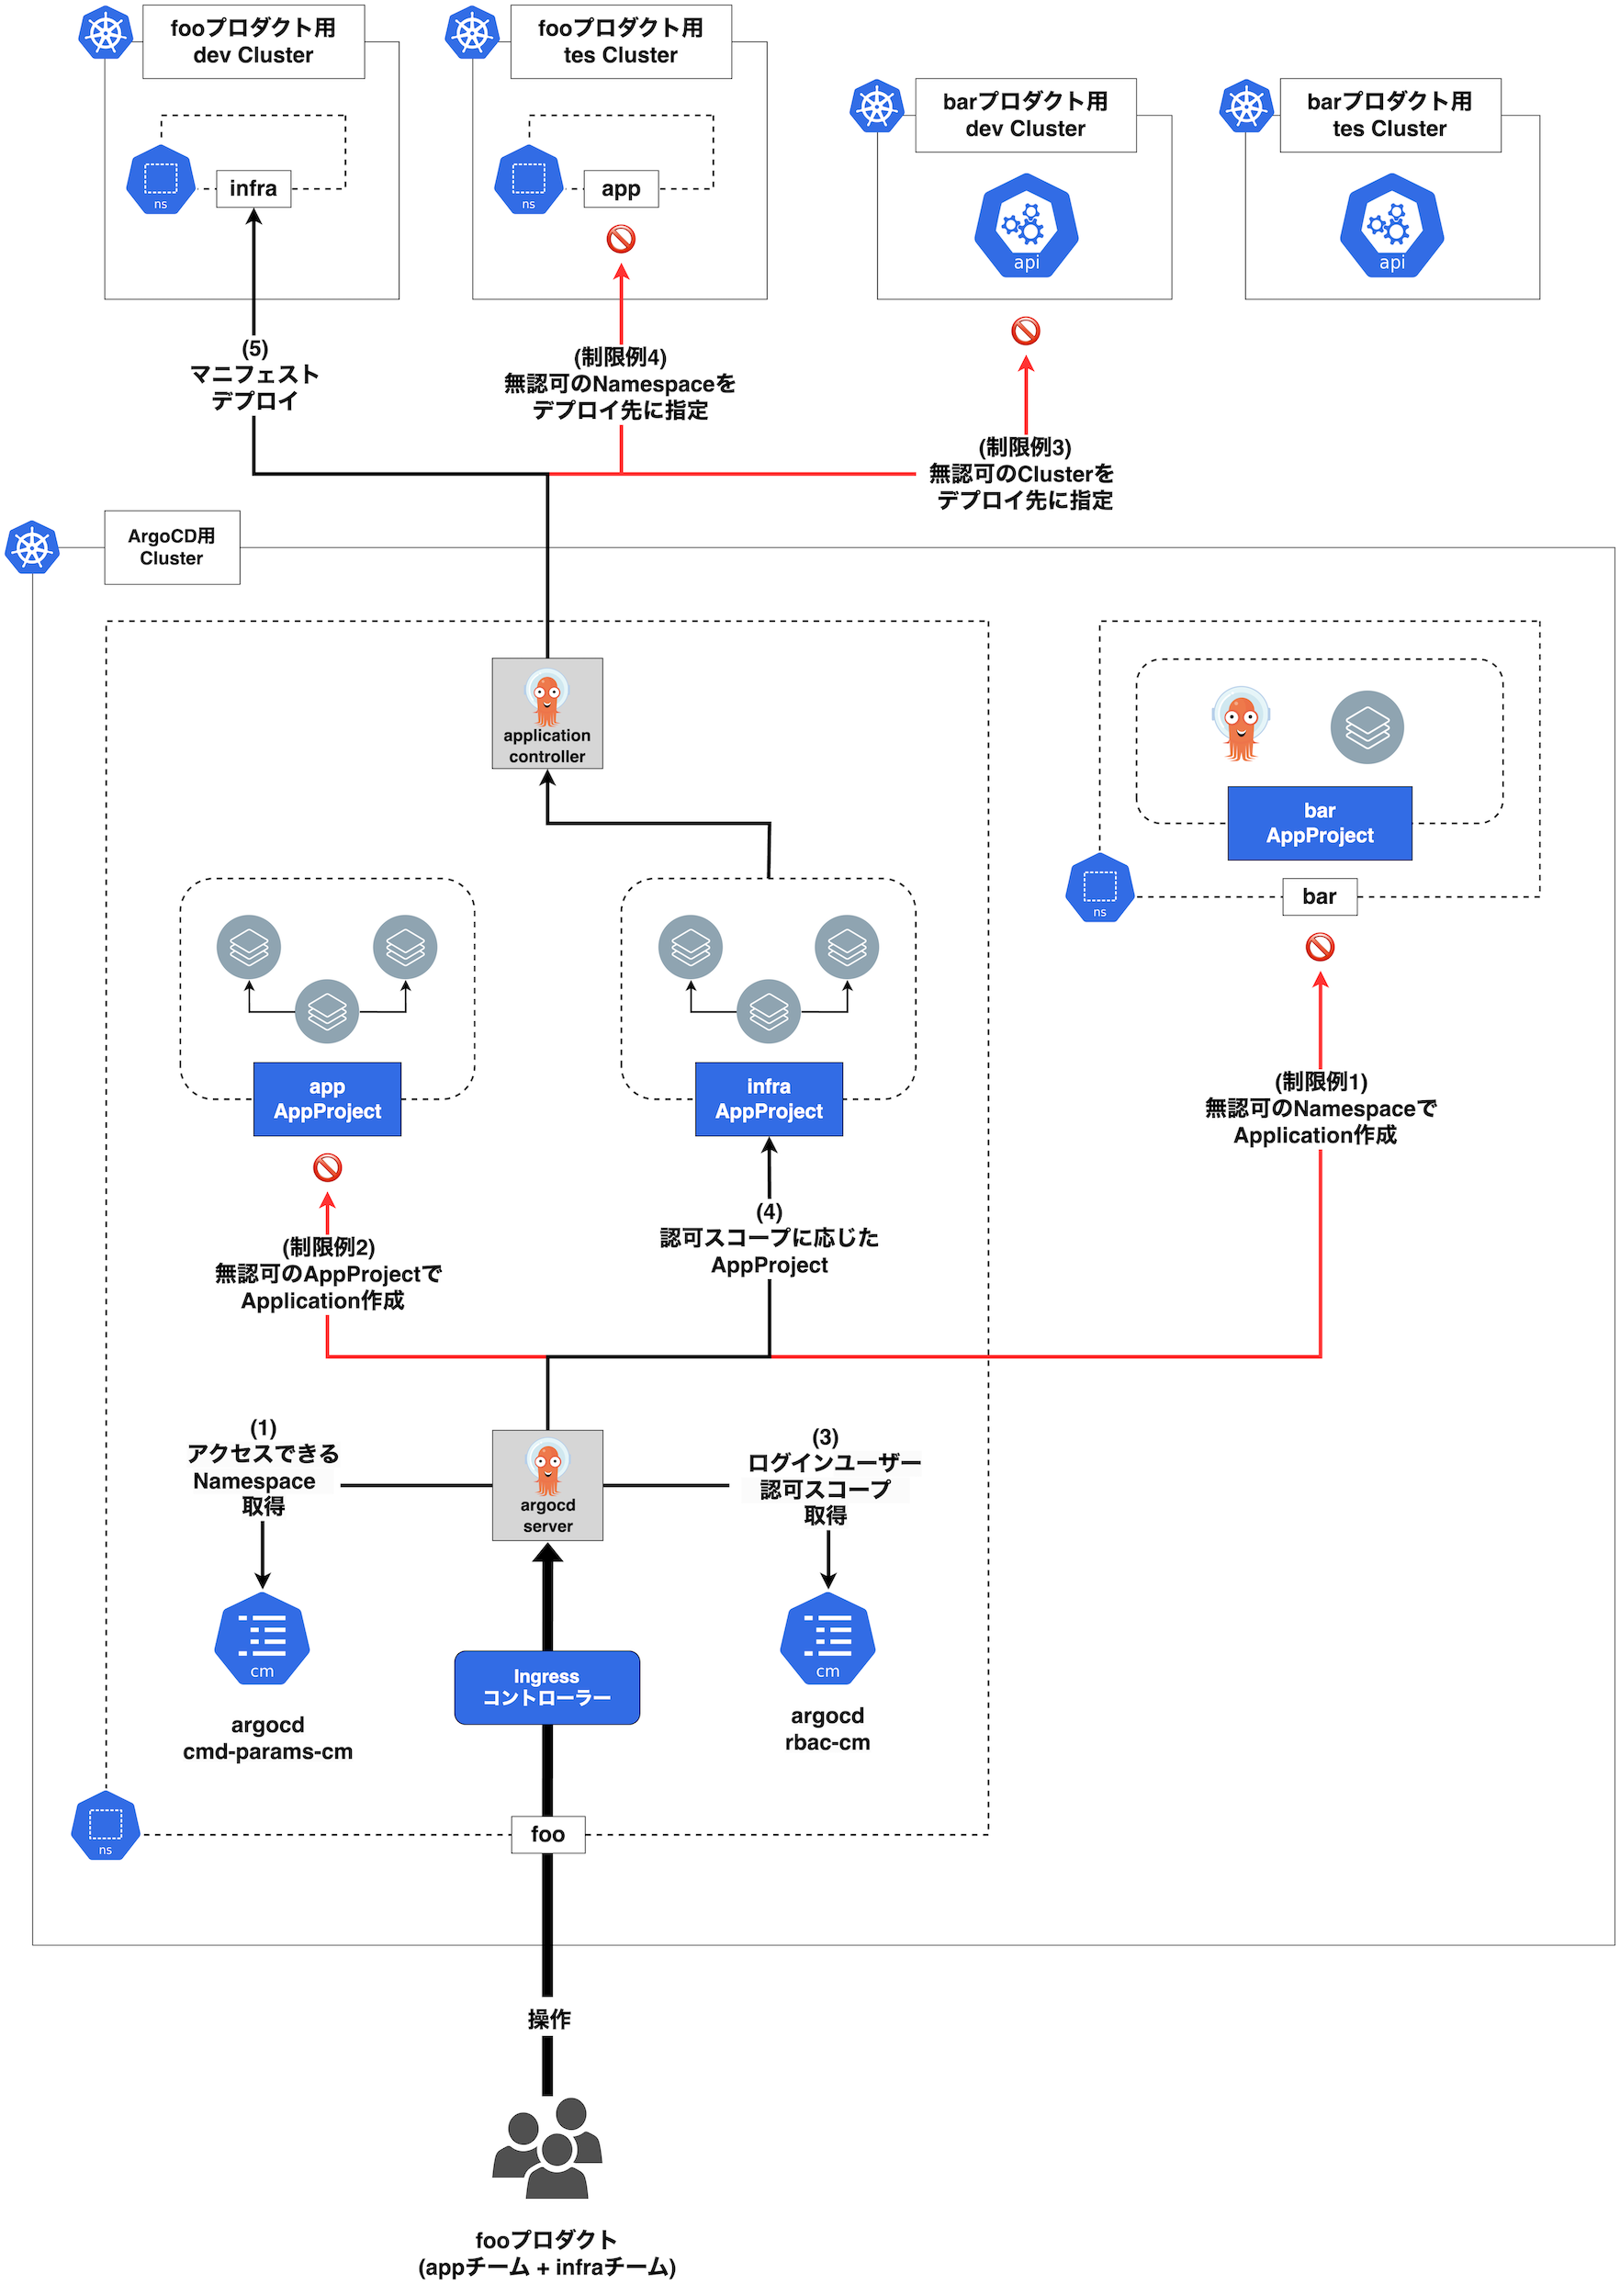 fooプロダクト用
dev Cluster
fooプロダクト用
tes Cluster
barプロダクト用
dev Cluster
barプロダクト用
tes Cluster
ns
infra
ns
app
api
api
(5)
マニフェスト
デプロイ
(制限例4)
無認可のNamespaceを
デプロイ先に指定
(制限例3)
無認可のClusterを
デプロイ先に指定
ArgoCD用
Cluster
application
controller
bar
AppProject
ns
bar
app
AppProject
infra
AppProject
(制限例1)
無認可のNamespaceで
Application作成
(制限例2)
無認可のAppProjectで
Application作成
(4)
認可スコープに応じた
AppProject
(1)
アクセスできる
Namespace
取得
argocd
server
(3)
ログインユーザー
認可スコープ
取得
cm
argocd
cmd-params-cm
Ingress
コントローラー
cm
argocd
rbac-cm
ns
foo
操作
fooプロダクト
(appチーム + infraチーム)